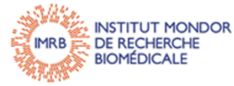 IMRB
INSTITUT MONDOR
DE RECHERCHE
BIOMÉDICALE